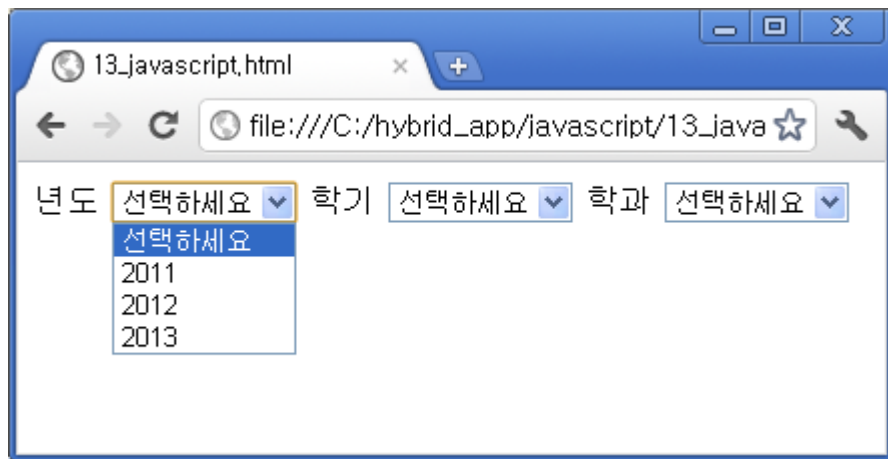 13_javascript.html
file:///C:/hybrid_app/javascript/13_java
년도 선택하세요 학기 선택하세요 학과 선택하세요
선택하세요
2011
2012
2013